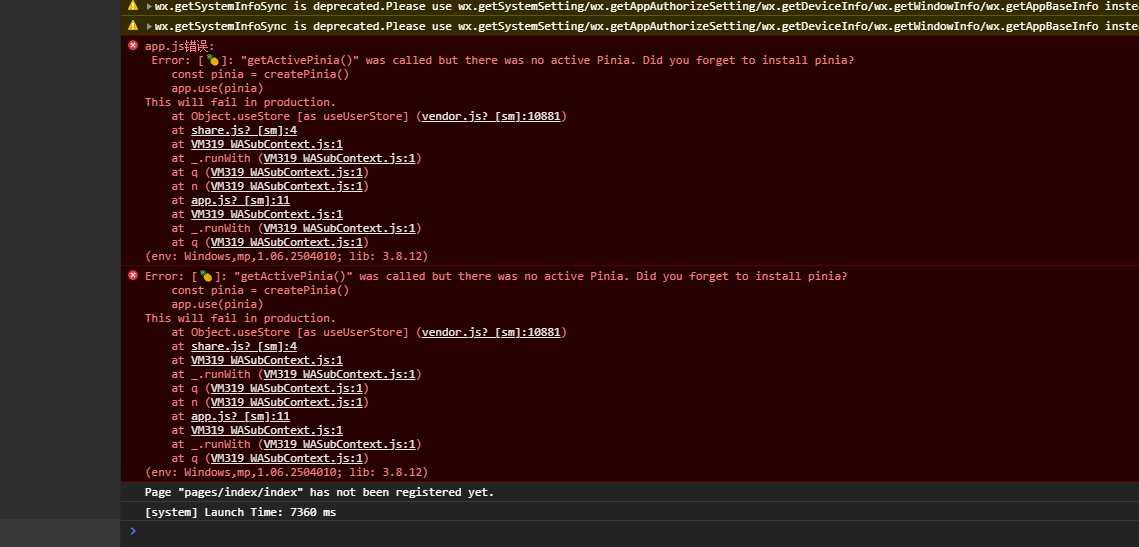 wx.getSystemInfoSync is deprecated.Please use wx.getSystemSetting/wx.getAppAuthorizeSetting/wx.getDeviceInfo/wx.getWindowInfo/wx.getAppBaseInfo inste
wx.getSystemInfoSync is deprecated.Please use wx.getSystemSetting/wx.getAppAuthorizeSetting/wx.getDeviceInfo/wx.getWindowInfo/wx.getAppBaseInfo inste
app.js错误:
Error: [🍍]: "getActivePinia()" was called but there was no active Pinia. Did you forget to install pinia?
const pinia = createPinia()
app.use(pinia)
This will fail in production.
at Object.useStore [as useUserStore] (vendor.js? [sm]:10881)
at share.js? [sm]:4
at VM319 WASubContext.js:1
at _.runWith (VM319 WASubContext.js:1)
at q (VM319 WASubContext.js:1)
at n (VM319 WASubContext.js:1)
at app.js? [sm]:11
at VM319 WASubContext.js:1
at _.runWith (VM319 WASubContext.js:1)
at q (VM319 WASubContext.js:1)
(env: Windows,mp,1.06.2504010; lib: 3.8.12)
Error: [🍍]: "getActivePinia()" was called but there was no active Pinia. Did you forget to install pinia?
const pinia = createPinia()
app.use(pinia)
This will fail in production.
at Object.useStore [as useUserStore] (vendor.js? [sm]:10881)
at share.js? [sm]:4
at VM319 WASubContext.js:1
at _.runWith (VM319 WASubContext.js:1)
at q (VM319 WASubContext.js:1)
at n (VM319 WASubContext.js:1)
at app.js? [sm]:11
at VM319 WASubContext.js:1
at _.runWith (VM319 WASubContext.js:1)
at q (VM319 WASubContext.js:1)
(env: Windows,mp,1.06.2504010; lib: 3.8.12)
Page "pages/index/index" has not been registered yet.
[system] Launch Time: 7360 ms